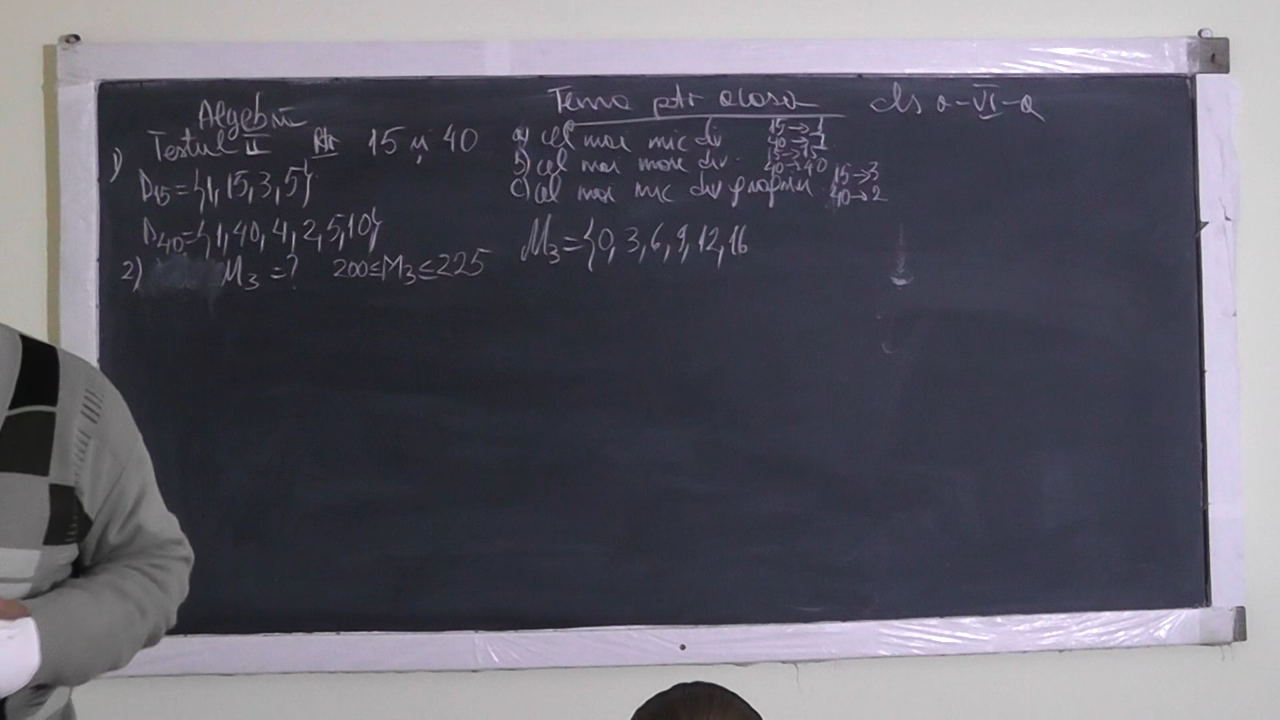 Algebră
Tema ptr acasa
cls a-VI-a
Testul II Ptr 15 și 40
1)
D15={1,15,3,5}
D40={1,40,4,2,5,10}
a) cel mai mic div 15→1
40→1
b) cel mai mare div. 15→15
40→40
c) cel mai mic div propriu 15→3
40→2
2) M3=? 200≤M3≤225
M3={0,3,6,9,12,16